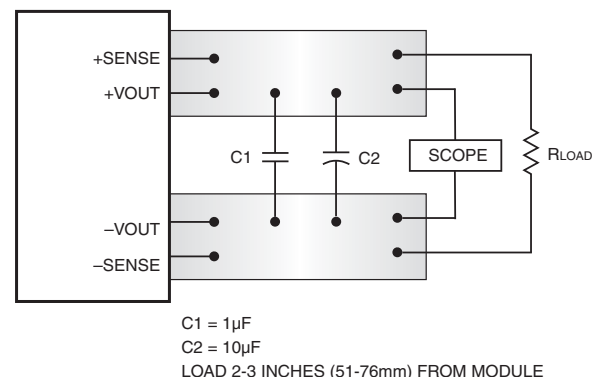 +SENSE
+VOUT
C1
C2
SCOPE
RLOAD
–VOUT
–SENSE
C1 = 1µF
C2 = 10µF
LOAD 2-3 INCHES (51-76mm) FROM MODULE